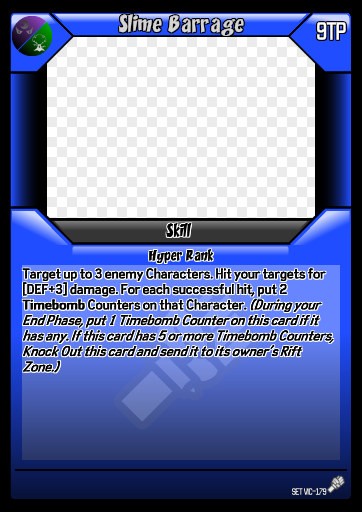 Slime Barrage
9TP
Skill
Hyper Rank
Target up to 3 enemy Characters. Hit your targets for
[DEF+3] damage. For each successful hit, put 2
Timebomb Counters on that Character. (During your
End Phase, put 1 Timebomb Counter on this card if it
has any. If this card has 5 or more Timebomb Counters,
Knock Out this card and send it to its owner's Rift
Zone.)
SET VIC-179